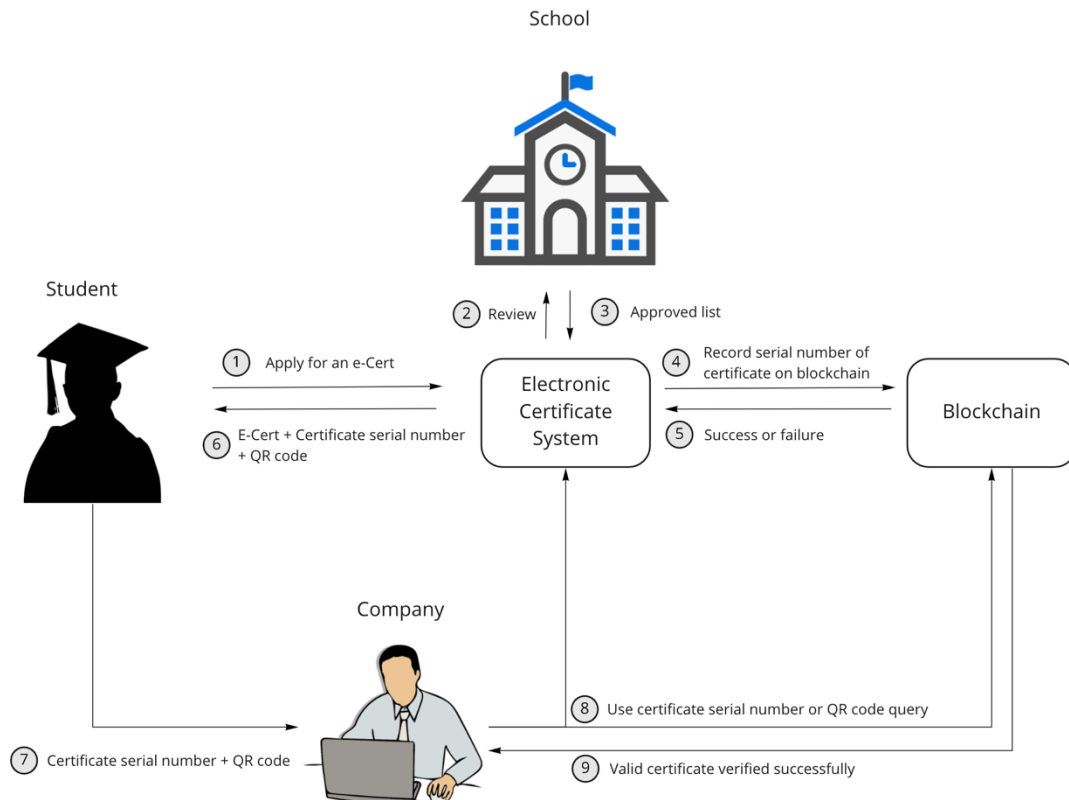 School
Student
2 Review
3 Approved list
1 Apply for an e-Cert
4 Record serial number of
certificate on blockchain
Electronic
Certificate
System
Blockchain
6 E-Cert + Certificate serial number
+ QR code
5 Success or failure
Company
8 Use certificate serial number or QR code query
7 Certificate serial number + QR code
9 Valid certificate verified successfully